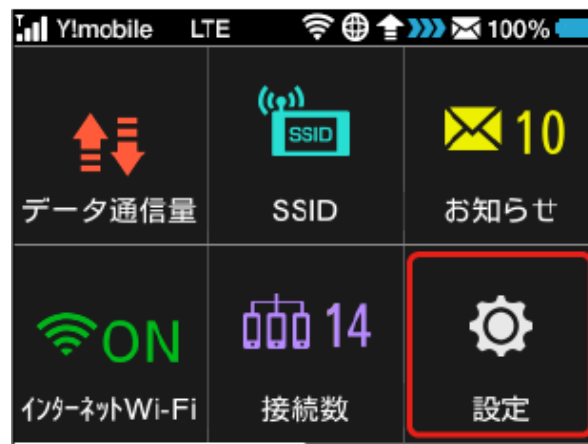 Y!mobile LTE 100%
SSID
10
データ通信量 SSID お知らせ
ON 14
インターネットWi-Fi 接続数 設定